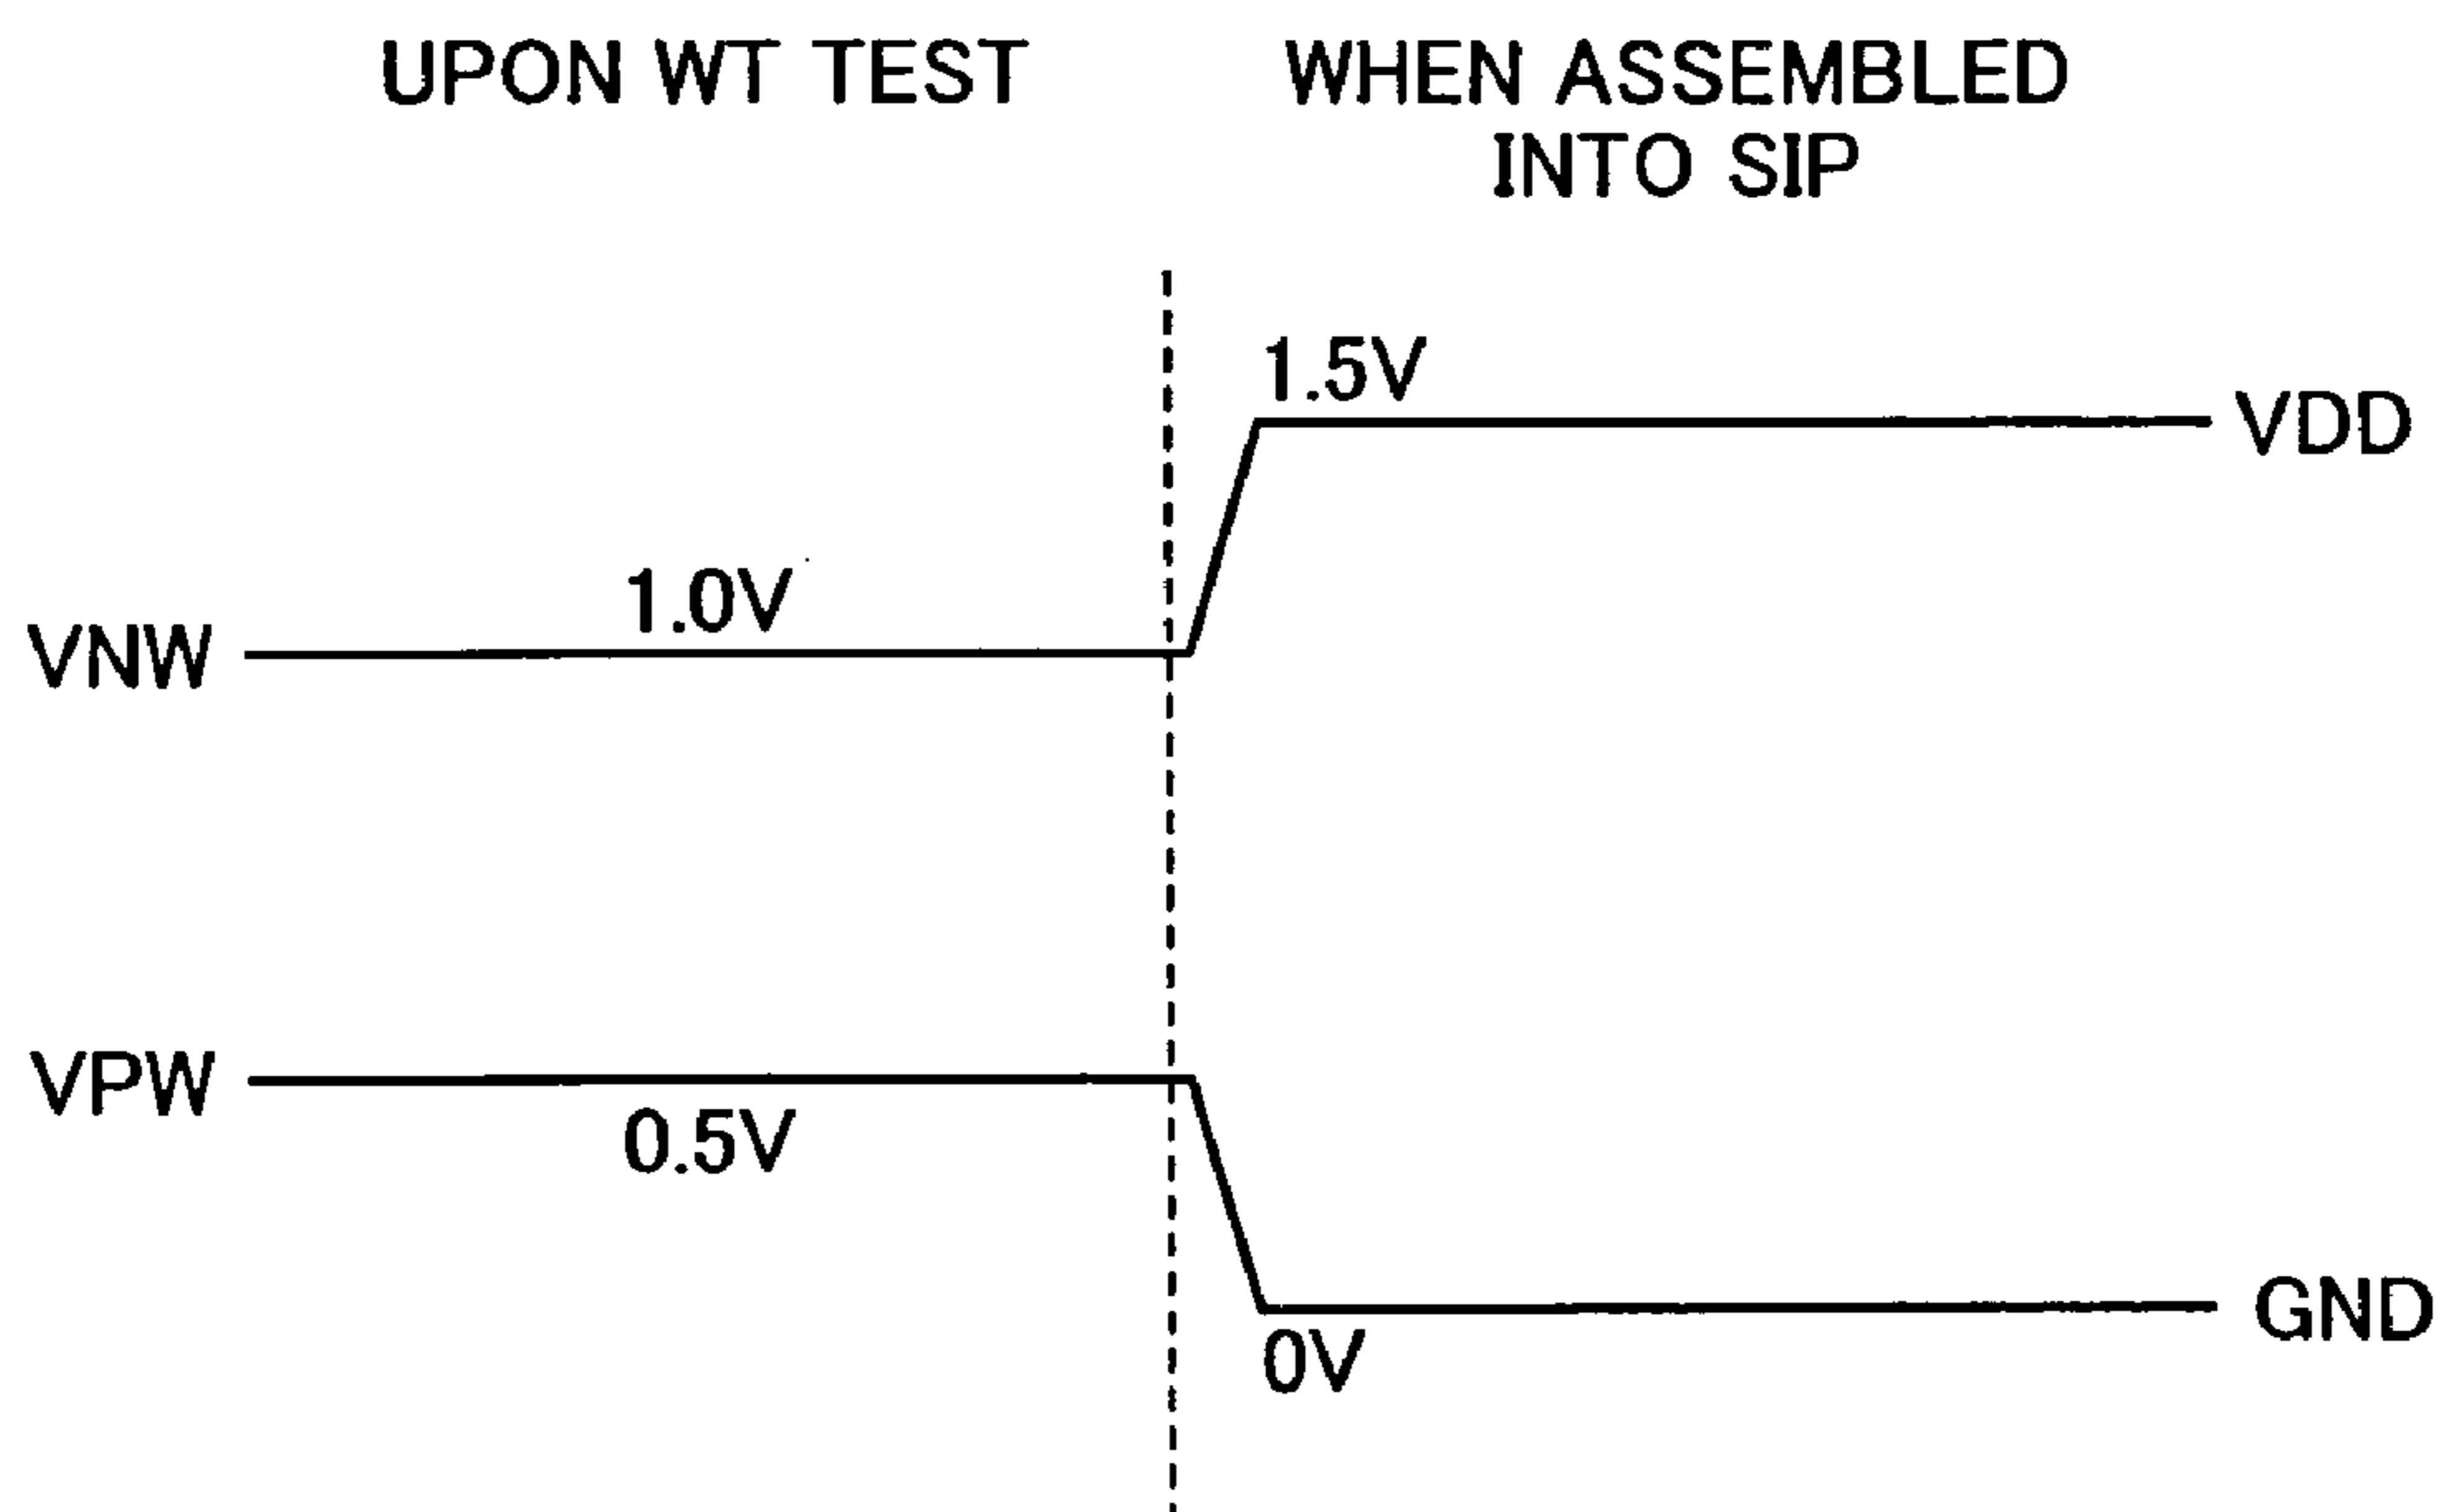 UPON WT TEST
WHEN ASSEMBLED
INTO SIP
1.5V
VDD
1.0V
VNW
VPW
0.5V
GND
0V